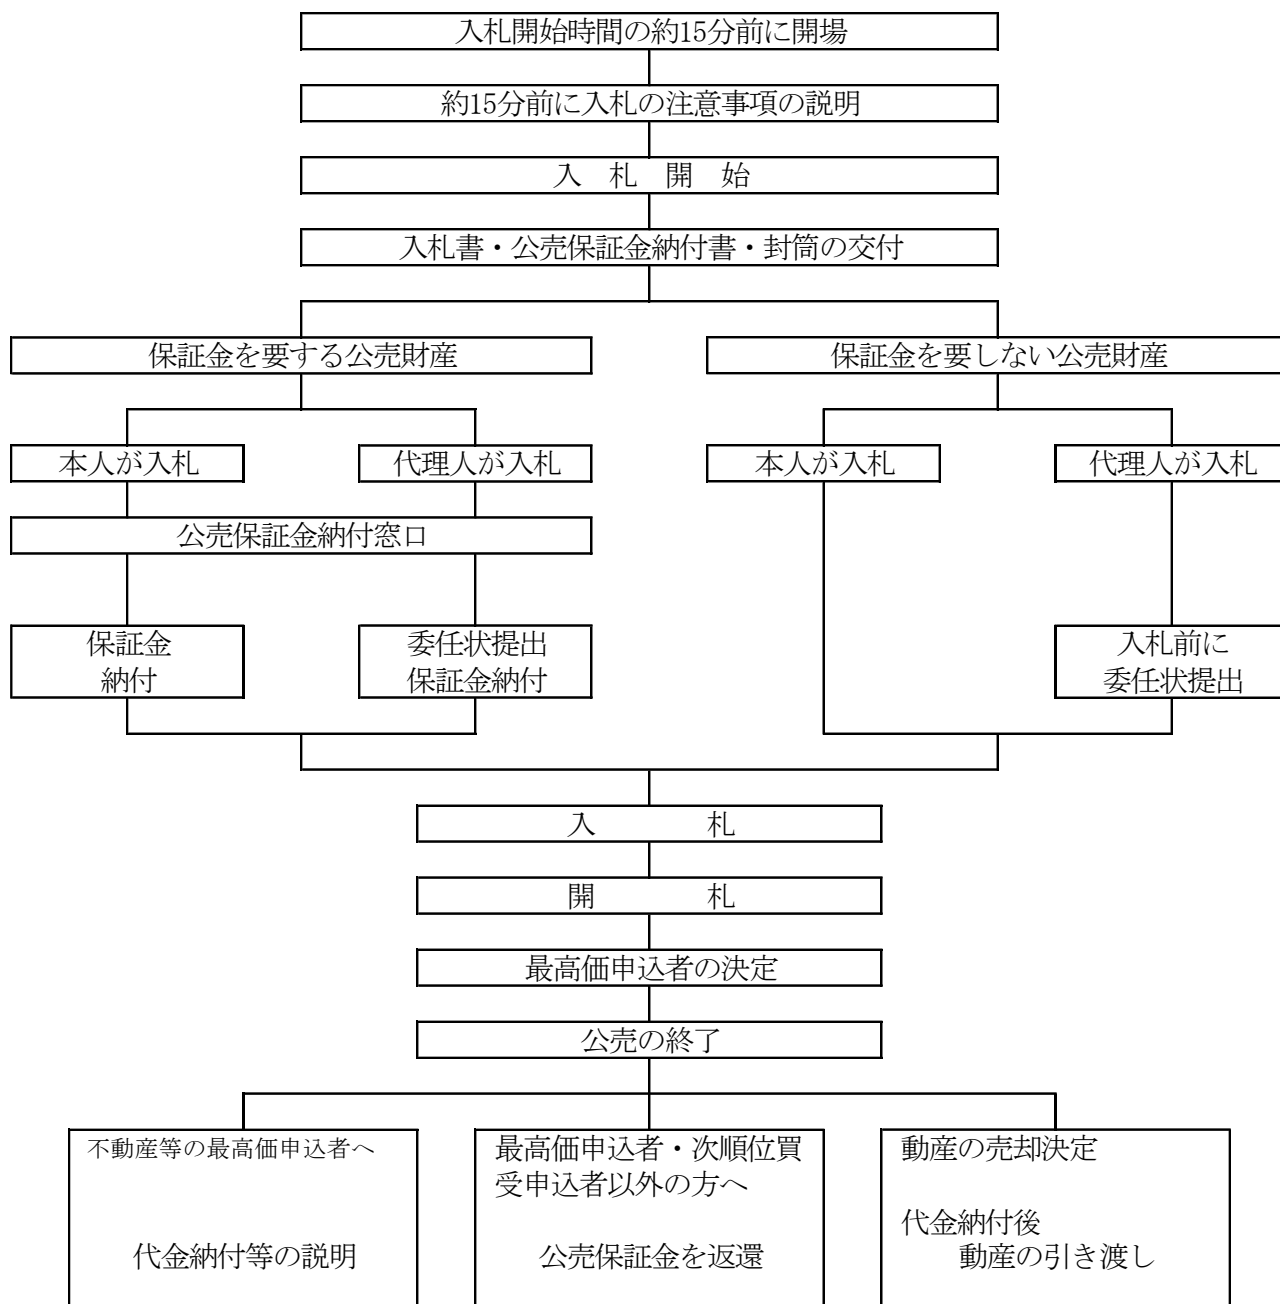 入札開始時間の約15分前に開場
約15分前に入札の注意事項の説明
入　札　開　始
入札書・公売保証金納付書・封筒の交付
保証金を要する公売財産
保証金を要しない公売財産
本人が入札
代理人が入札
本人が入札
代理人が入札
公売保証金納付窓口
保証金
納付
委任状提出
保証金納付
入札前に
委任状提出
入　　　札
開　　　札
最高価申込者の決定
公売の終了
不動産等の最高価申込者へ
代金納付等の説明
最高価申込者・次順位買
受申込者以外の方へ
公売保証金を返還
動産の売却決定
代金納付後
動産の引き渡し